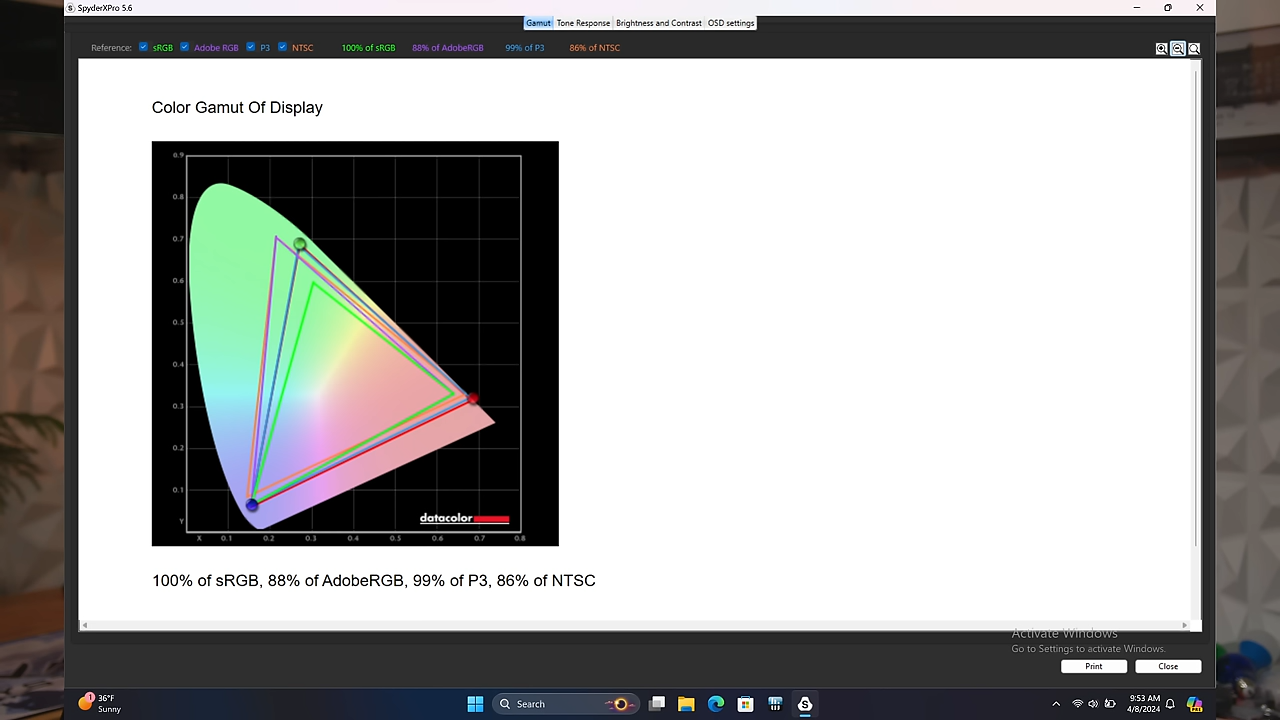 SpyderXPro 5.6
Gamut Tone Response Brightness and Contrast OSD settings
Reference: sRGB Adobe RGB P3 NTSC 100% of sRGB 88% of AdobeRGB 99% of P3 86% of NTSC
Color Gamut Of Display
0.9
0.8
0.7
0.6
0.5
0.4
0.3
0.2
0.1
Y
datacolor
X 0.1 0.2 0.3 0.4 0.5 0.6 0.7 0.8
100% of sRGB, 88% of AdobeRGB, 99% of P3, 86% of NTSC
Activate Windows
Go to Settings to activate Windows.
Print Close
1
36°F
Sunny
Search
9:53 AM
4/8/2024